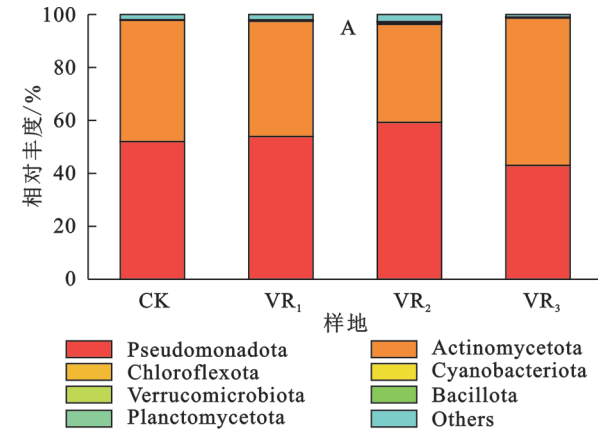 100
80
60
40
20
0
相对丰度/%
A
CK VR₁ VR₂ VR₃
样地
Pseudomonadota Actinomycetota
Chloroflexota Cyanobacteriota
Verrucomicrobiota Bacillota
Planctomycetota Others